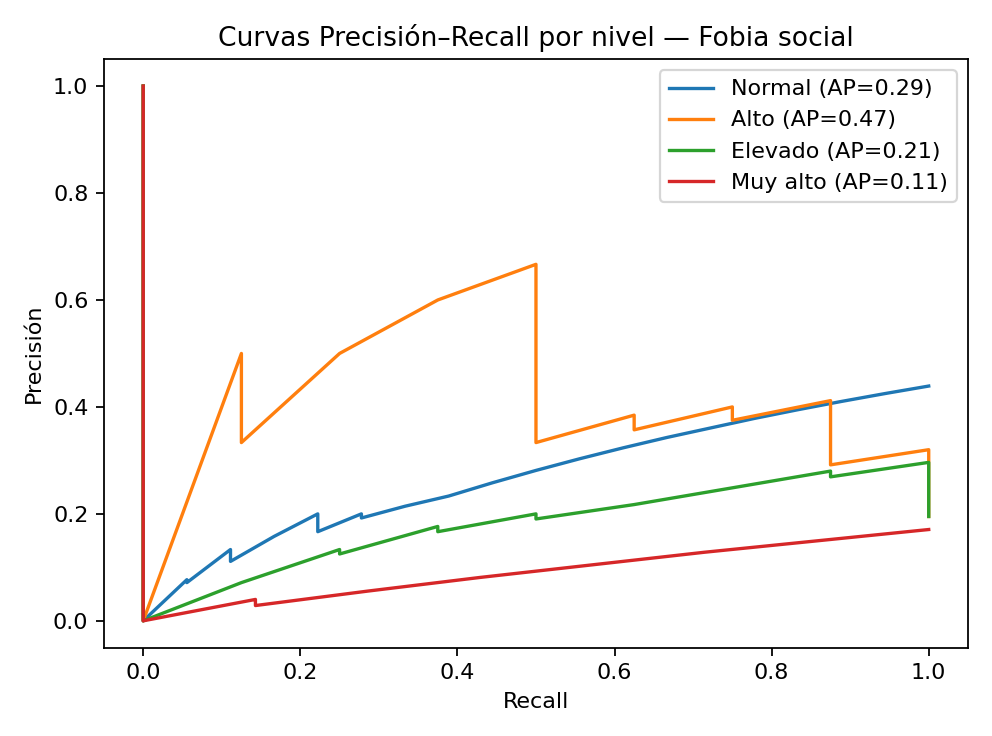 Curvas Precisión–Recall por nivel — Fobia social
Normal (AP=0.29)
Alto (AP=0.47)
Elevado (AP=0.21)
Muy alto (AP=0.11)
Precisión
1.0
0.8
0.6
0.4
0.2
0.0
0.0 0.2 0.4 0.6 0.8 1.0
Recall